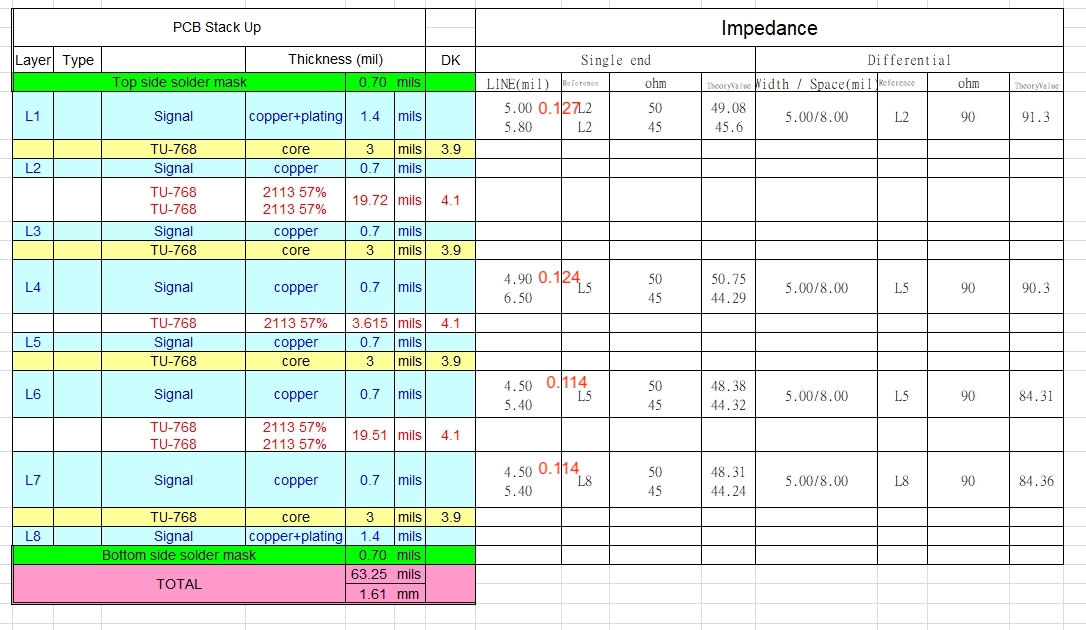 PCB Stack Up Impedance
Layer Type Thickness (mil) DK Single end Differential
Top side solder mask 0.70 mils LINE(mil) Reference ohm TheoryValue Width / Space(mil) Reference ohm TheoryValue
L1 Signal copper+plating 1.4 mils 5.00 0.127 L2 50 49.08 5.00/8.00 L2 90 91.3
5.80 L2 45 45.6
TU-768 core 3 mils 3.9
L2 Signal copper 0.7 mils
TU-768 2113 57% 19.72 mils 4.1
TU-768 2113 57%
L3 Signal copper 0.7 mils
TU-768 core 3 mils 3.9
L4 Signal copper 0.7 mils 4.90 0.124 L5 50 50.75 5.00/8.00 L5 90 90.3
6.50 45 44.29
TU-768 2113 57% 3.615 mils 4.1
L5 Signal copper 0.7 mils
TU-768 core 3 mils 3.9
L6 Signal copper 0.7 mils 4.50 0.114 L5 50 48.38 5.00/8.00 L5 90 84.31
5.40 45 44.32
TU-768 2113 57% 19.51 mils 4.1
TU-768 2113 57%
L7 Signal copper 0.7 mils 4.50 0.114 L8 50 48.31 5.00/8.00 L8 90 84.36
5.40 45 44.24
TU-768 core 3 mils 3.9
L8 Signal copper+plating 1.4 mils
Bottom side solder mask 0.70 mils
TOTAL 63.25 mils
1.61 mm